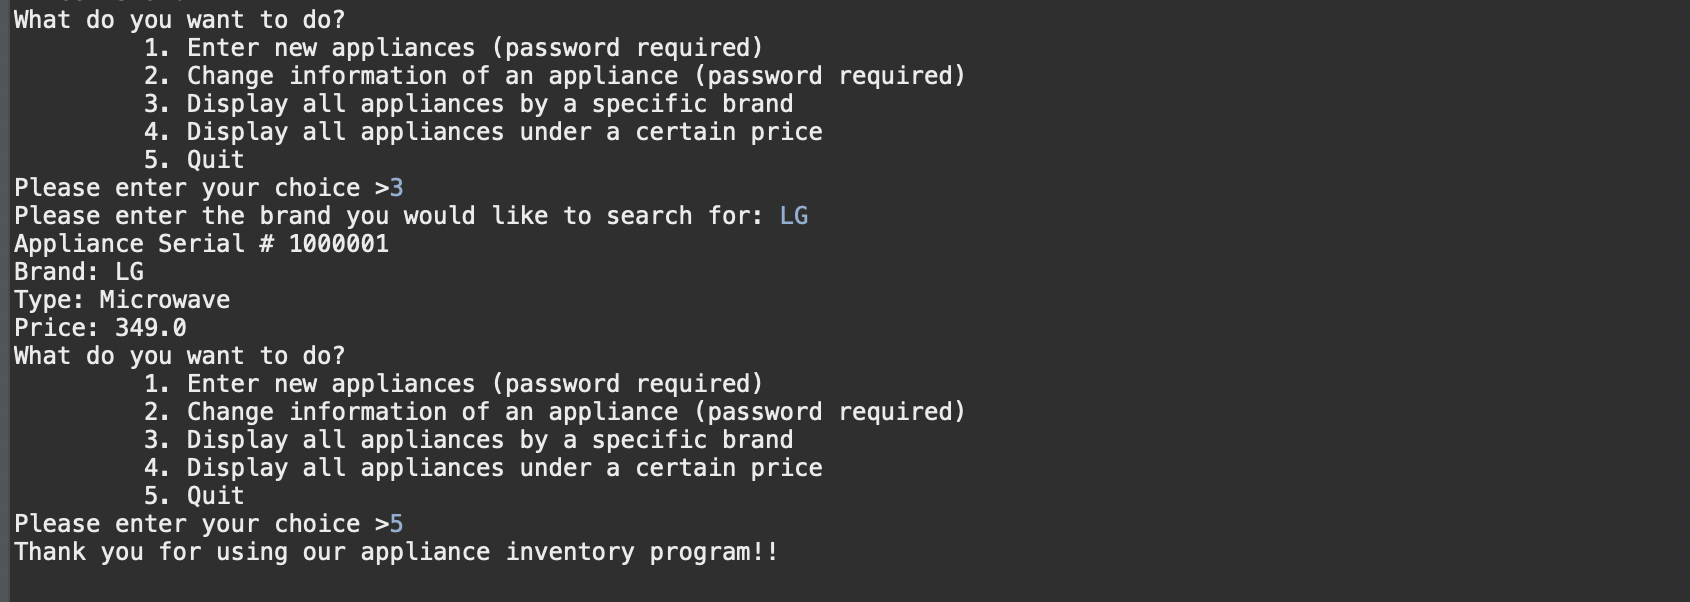 What do you want to do?
1. Enter new appliances (password required)
2. Change information of an appliance (password required)
3. Display all appliances by a specific brand
4. Display all appliances under a certain price
5. Quit
Please enter your choice >3
Please enter the brand you would like to search for: LG
Appliance Serial # 1000001
Brand: LG
Type: Microwave
Price: 349.0
What do you want to do?
1. Enter new appliances (password required)
2. Change information of an appliance (password required)
3. Display all appliances by a specific brand
4. Display all appliances under a certain price
5. Quit
Please enter your choice >5
Thank you for using our appliance inventory program!!